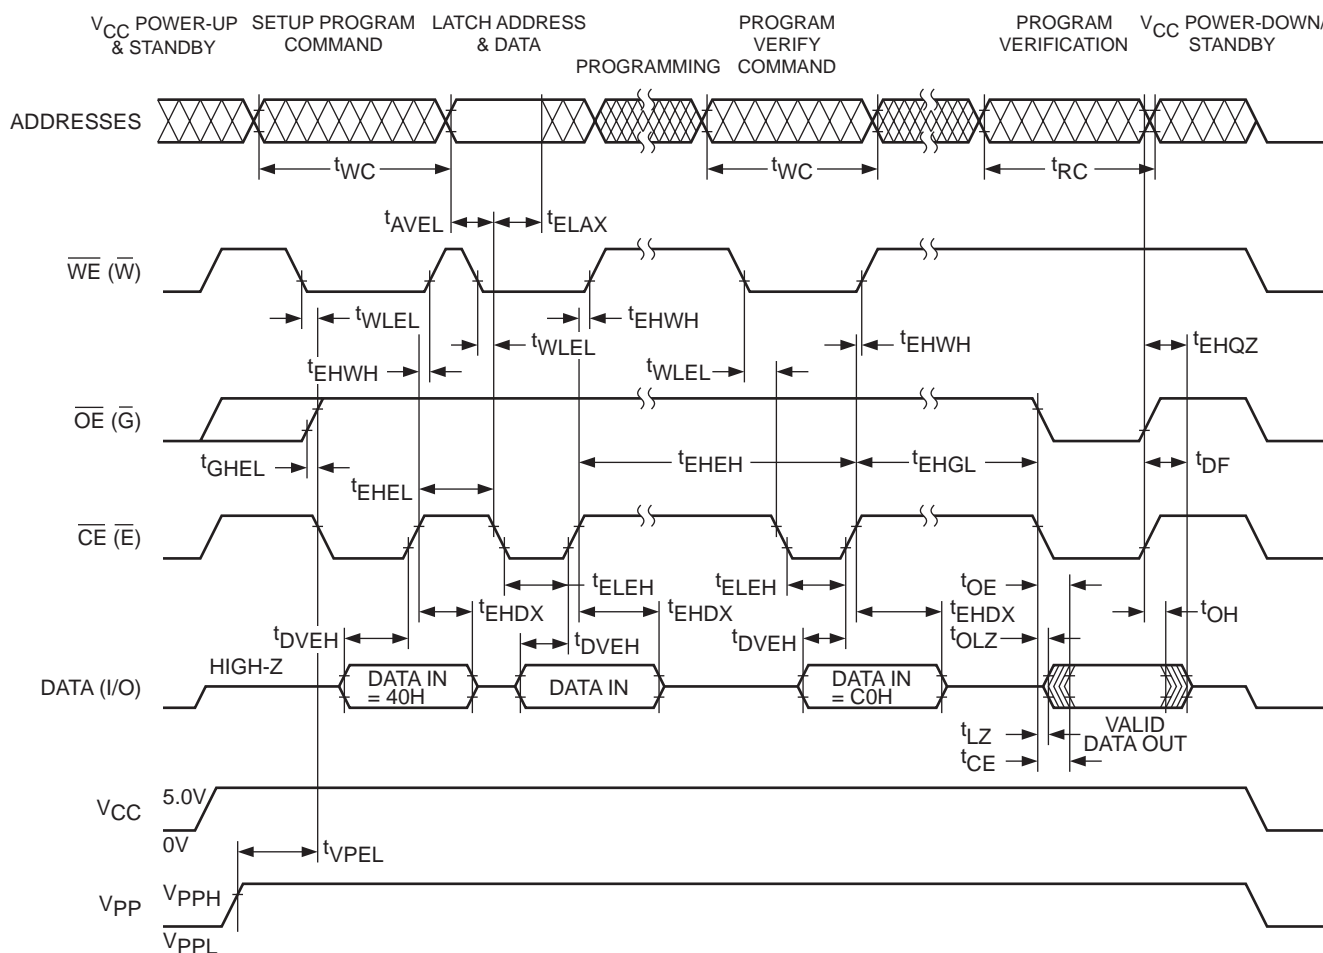 VCC POWER-UP
& STANDBY
SETUP PROGRAM
COMMAND
LATCH ADDRESS
& DATA
PROGRAMMING
PROGRAM
VERIFY
COMMAND
PROGRAM
VERIFICATION
VCC POWER-DOWN/
STANDBY
ADDRESSES
tWC
tWC
tRC
tAVEL
tELAX
WE (W)
tWLEL
tEHWH
tWLEL
tEHWH
tWLEL
tEHWH
tEHQZ
OE (G)
tGHEL
tEHEL
tEHEH
tEHGL
tDF
CE (E)
tELEH
tELEH
tOE
tDVEH
tEHDX
tDVEH
tEHDX
tDVEH
tEHDX
tOLZ
tOH
DATA (I/O)
HIGH-Z
DATA IN
= 40H
DATA IN
DATA IN
= C0H
VALID
DATA OUT
tLZ
tCE
VCC
5.0V
0V
tVPEL
VPP
VPPH
VPPL